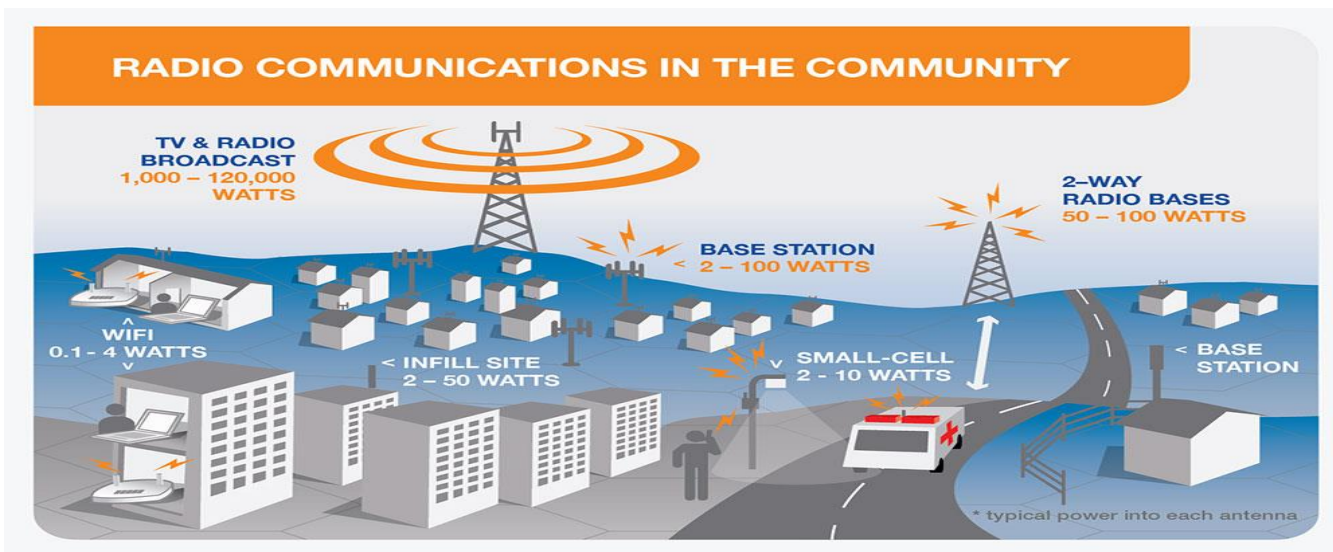 RADIO COMMUNICATIONS IN THE COMMUNITY
TV & RADIO
BROADCAST
1,000 – 120,000
WATTS
2–WAY
RADIO BASES
50 – 100 WATTS
BASE STATION
< 2 – 100 WATTS
WIFI
0.1 - 4 WATTS
< INFILL SITE
2 – 50 WATTS
SMALL-CELL
2 - 10 WATTS
< BASE
STATION
* typical power into each antenna